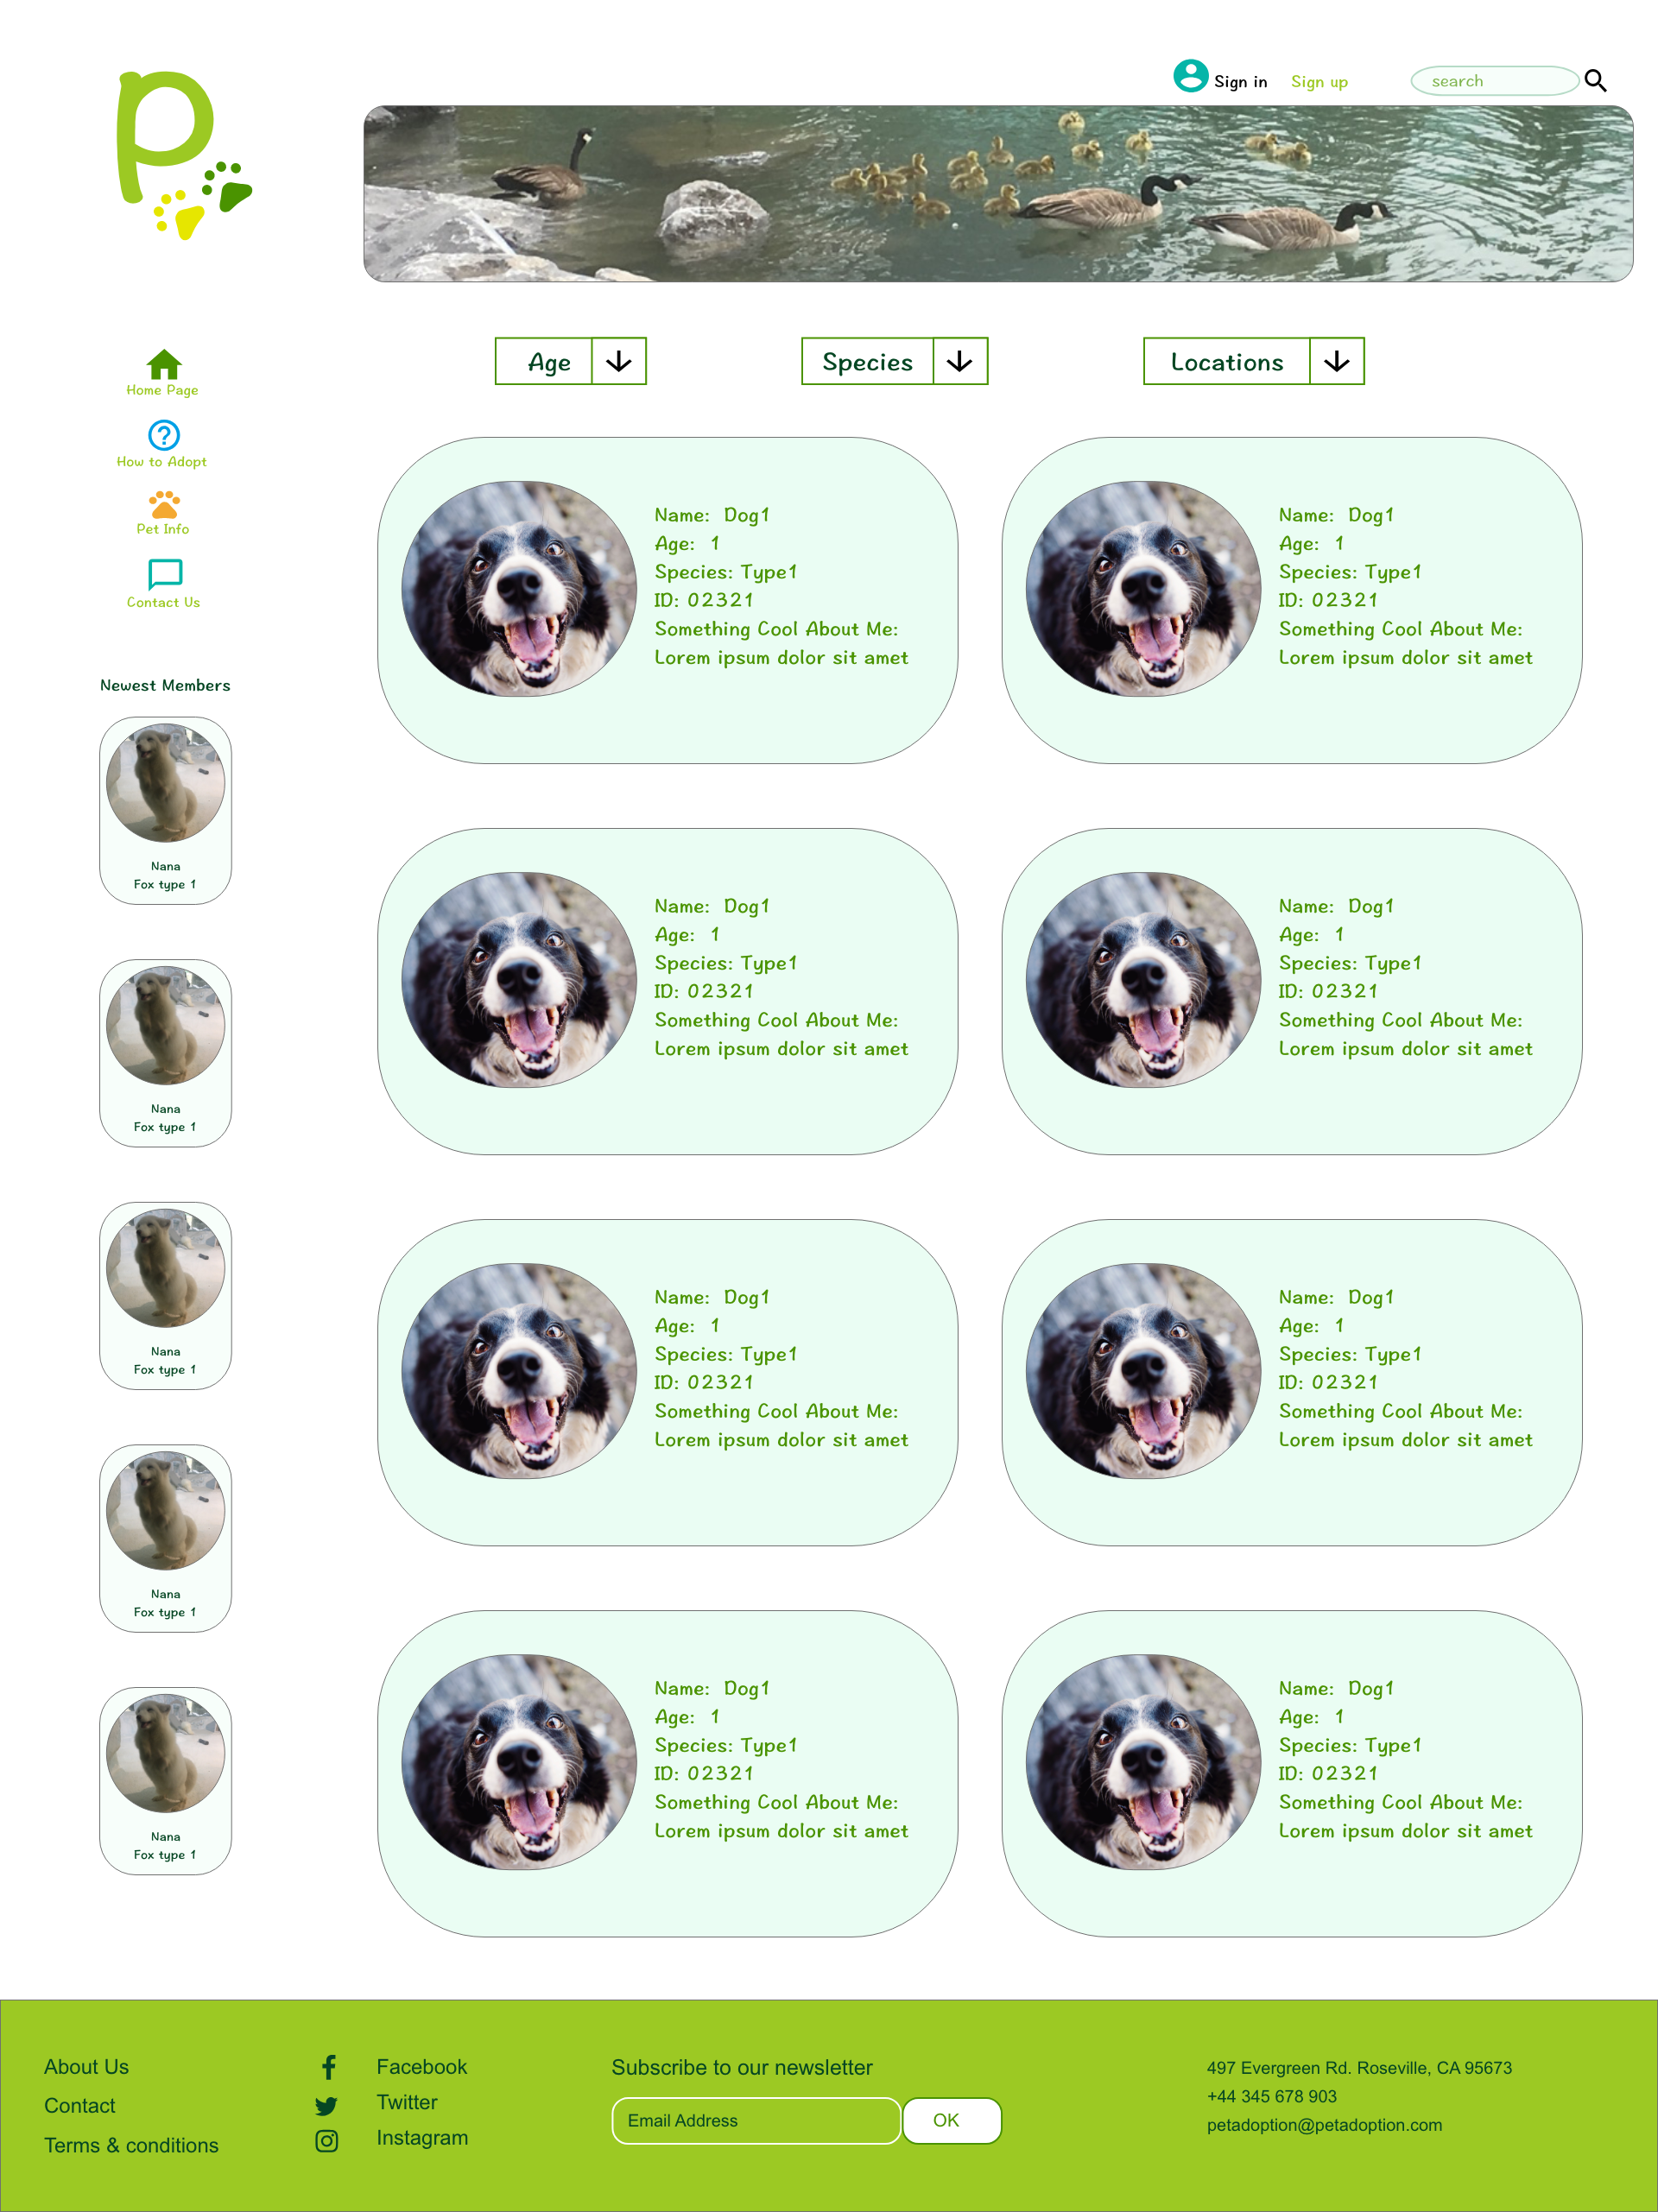 p
Sign in
Sign up
search
Home Page
How to Adopt
Pet Info
Contact Us
Newest Members
Nana
Fox type 1
Nana
Fox type 1
Nana
Fox type 1
Nana
Fox type 1
Nana
Fox type 1
Age
Species
Locations
Name: Dog1
Age: 1
Species: Type1
ID: 02321
Something Cool About Me:
Lorem ipsum dolor sit amet
Name: Dog1
Age: 1
Species: Type1
ID: 02321
Something Cool About Me:
Lorem ipsum dolor sit amet
Name: Dog1
Age: 1
Species: Type1
ID: 02321
Something Cool About Me:
Lorem ipsum dolor sit amet
Name: Dog1
Age: 1
Species: Type1
ID: 02321
Something Cool About Me:
Lorem ipsum dolor sit amet
Name: Dog1
Age: 1
Species: Type1
ID: 02321
Something Cool About Me:
Lorem ipsum dolor sit amet
Name: Dog1
Age: 1
Species: Type1
ID: 02321
Something Cool About Me:
Lorem ipsum dolor sit amet
Name: Dog1
Age: 1
Species: Type1
ID: 02321
Something Cool About Me:
Lorem ipsum dolor sit amet
Name: Dog1
Age: 1
Species: Type1
ID: 02321
Something Cool About Me:
Lorem ipsum dolor sit amet
About Us
Contact
Terms & conditions
Facebook
Twitter
Instagram
Subscribe to our newsletter
Email Address
OK
497 Evergreen Rd. Roseville, CA 95673
+44 345 678 903
petadoption@petadoption.com